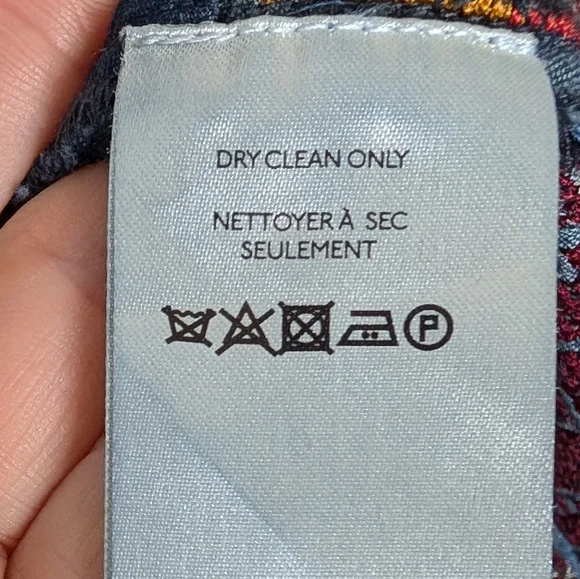 DRY CLEAN ONLY
NETTOYER À SEC
SEULEMENT
P